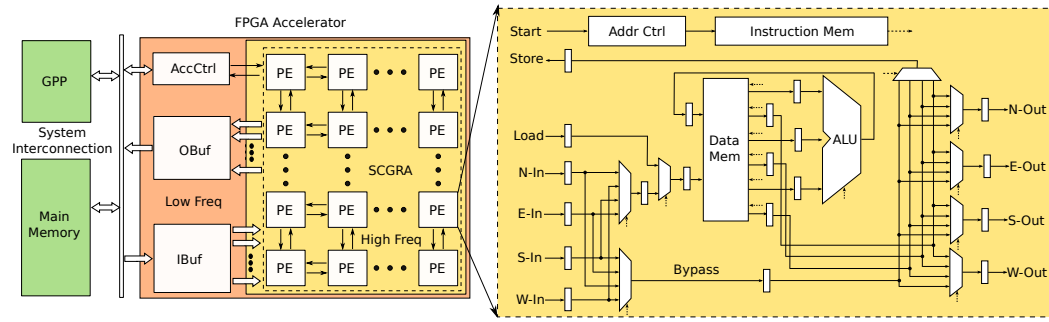 FPGA Accelerator
GPP
System
Interconnection
Main
Memory
AccCtrl
OBuf
Low Freq
IBuf
PE PE PE
PE PE PE
SCGRA
PE PE PE
High Freq
PE PE PE
Start
Addr Ctrl
Instruction Mem
Store
Load
N-In
E-In
S-In
W-In
Data
Mem
ALU
Bypass
N-Out
E-Out
S-Out
W-Out